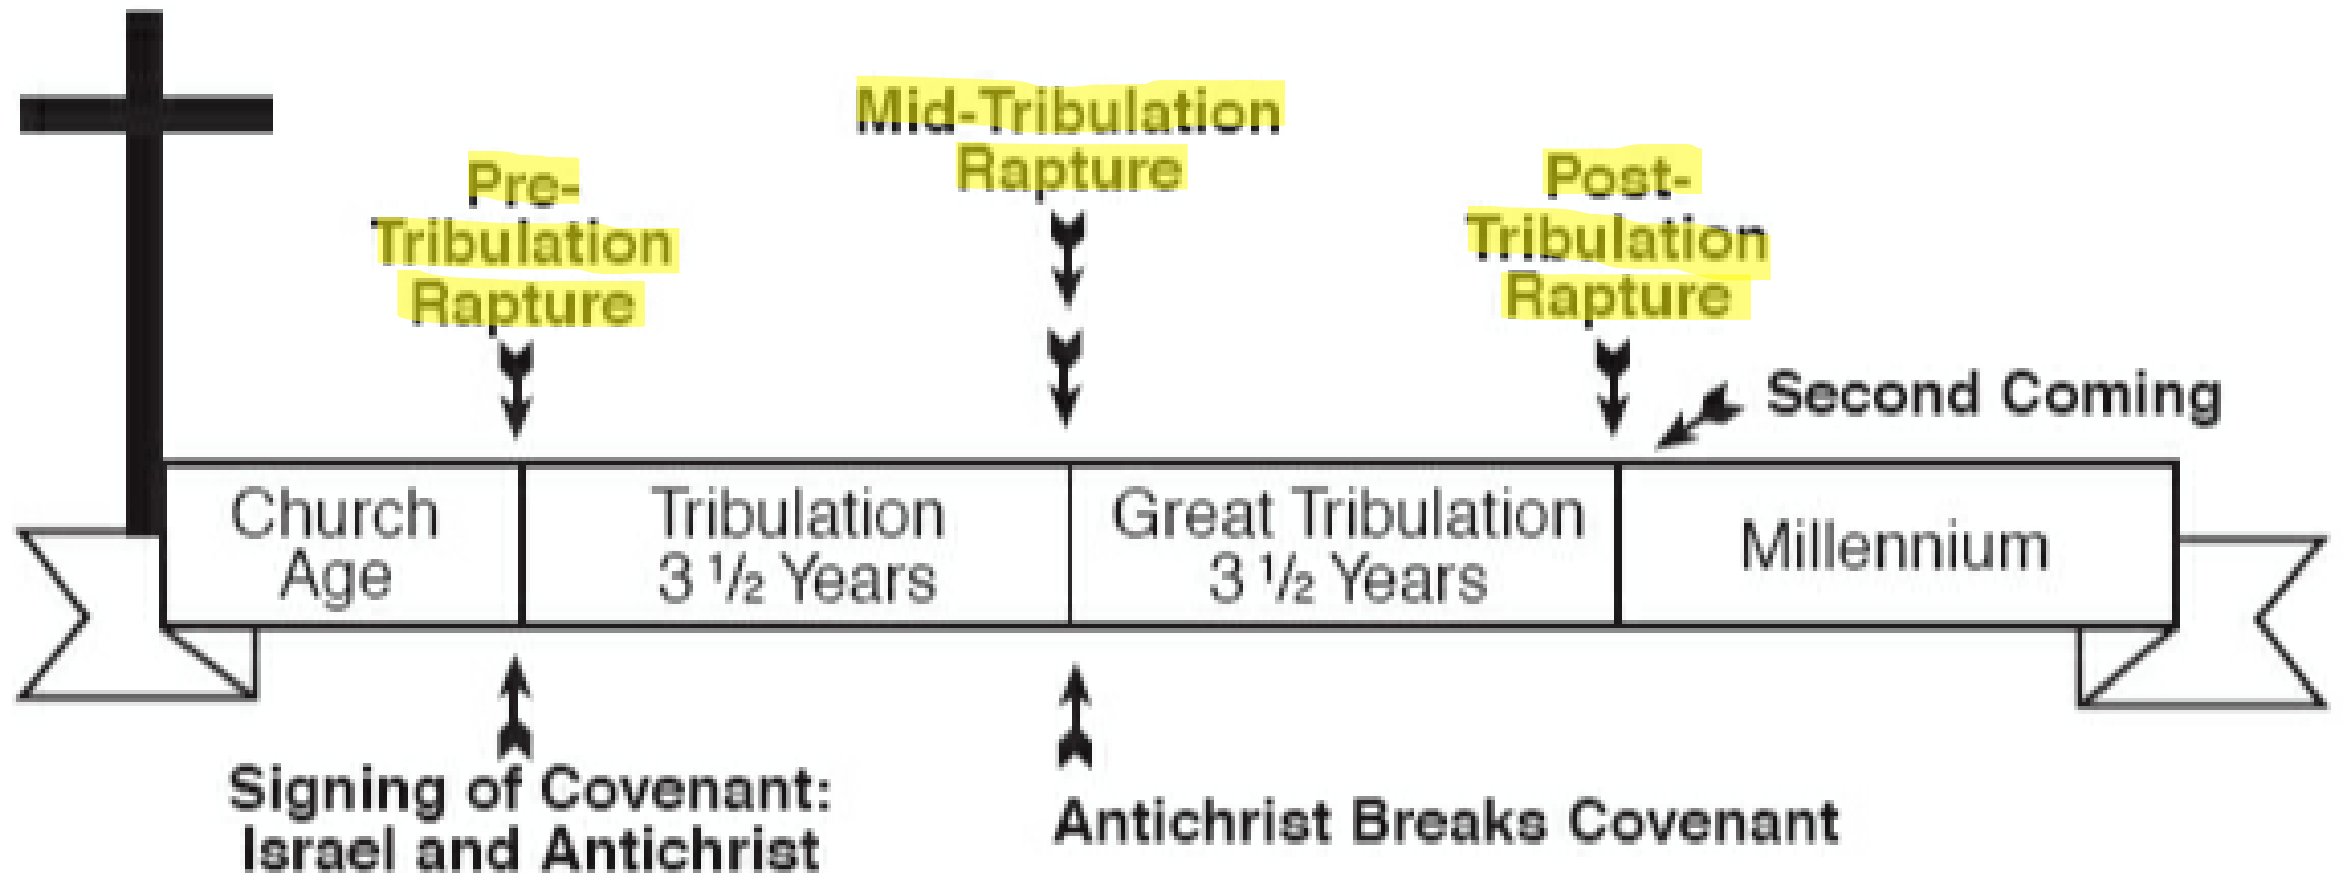 Mid-Tribulation
Rapture
Pre-
Tribulation
Rapture
Post-
Tribulation
Rapture
Second Coming
Church
Age
Tribulation
3 ½ Years
Great Tribulation
3 ½ Years
Millennium
Signing of Covenant:
Israel and Antichrist
Antichrist Breaks Covenant